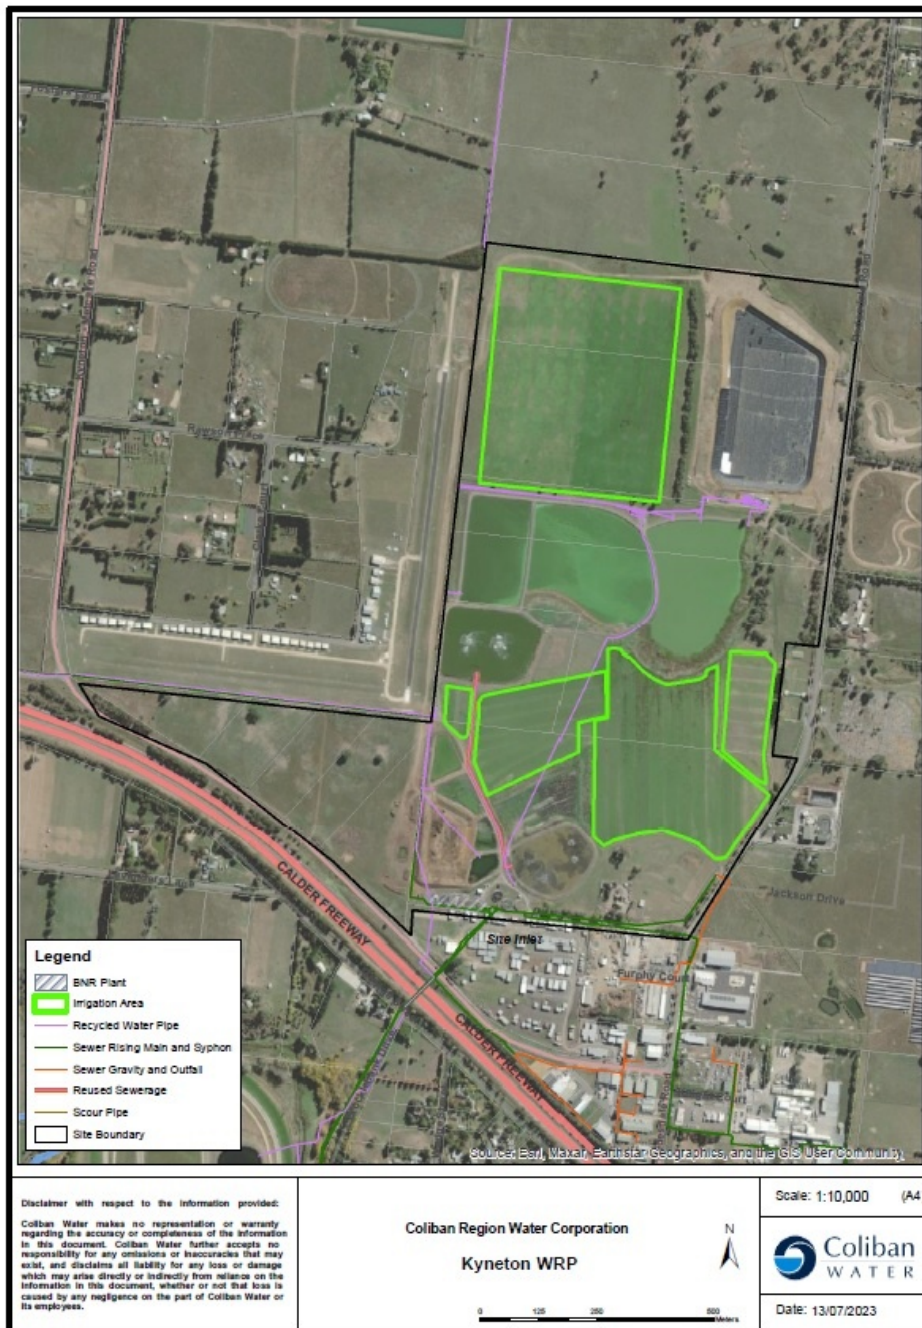 Rawson Place
CALDER FREEWAY
Jackson Drive
Site Inlet
Furphy Court
CALDER FREEWAY
Legend
BNR Plant
Irrigation Area
Recycled Water Pipe
Sewer Rising Main and Syphon
Sewer Gravity and Outfall
Reused Sewerage
Scour Pipe
Site Boundary
Source: Esri, Maxar, Earthstar Geographics, and the GIS User Community
Disclaimer with respect to the information provided:
Coliban Water makes no representation or warranty
regarding the accuracy or completeness of the information
in this document. Coliban Water further accepts no
responsibility for any omissions or inaccuracies that may
exist, and disclaims all liability for any loss or damage
which may arise directly or indirectly from reliance on the
information in this document, whether or not that loss is
caused by any negligence on the part of Coliban Water or
its employees.
Coliban Region Water Corporation
Kyneton WRP
N
0 125 250 500
Meters
Scale: 1:10,000 (A4
Coliban
WATER
Date: 13/07/2023